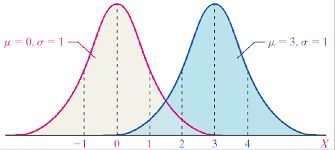 μ = 0, σ = 1
μ = 3, σ = 1
−1 0 1 2 3 4 X